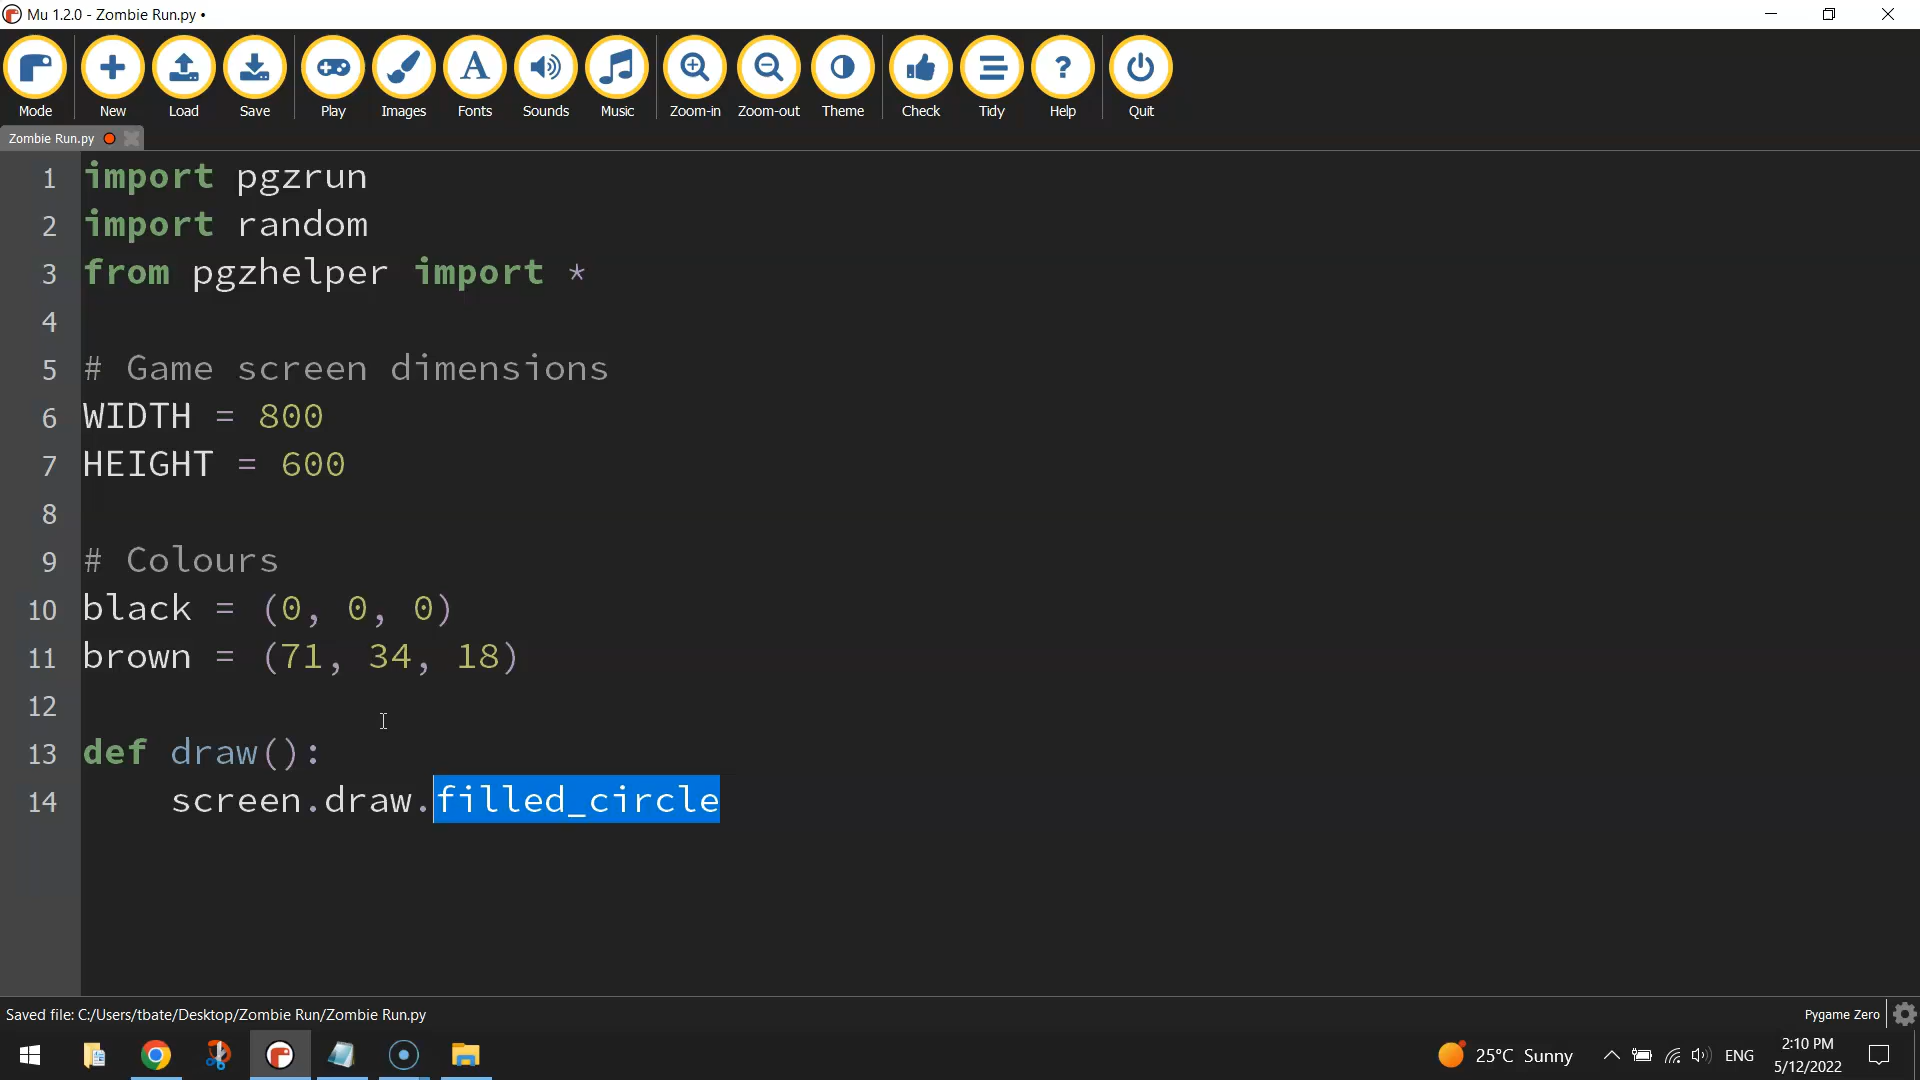 Mu 1.2.0 - Zombie Run.py •
Mode New Load Save Play Images Fonts Sounds Music Zoom-in Zoom-out Theme Check Tidy Help Quit
Zombie Run.py
1 import pgzrun
2 import random
3 from pgzhelper import *
4
5 # Game screen dimensions
6 WIDTH = 800
7 HEIGHT = 600
8
9 # Colours
10 black = (0, 0, 0)
11 brown = (71, 34, 18)
12
13 def draw():
14 screen.draw.filled_circle
Saved file: C:/Users/tbate/Desktop/Zombie Run/Zombie Run.py
Pygame Zero
25°C Sunny
ENG
2:10 PM
5/12/2022